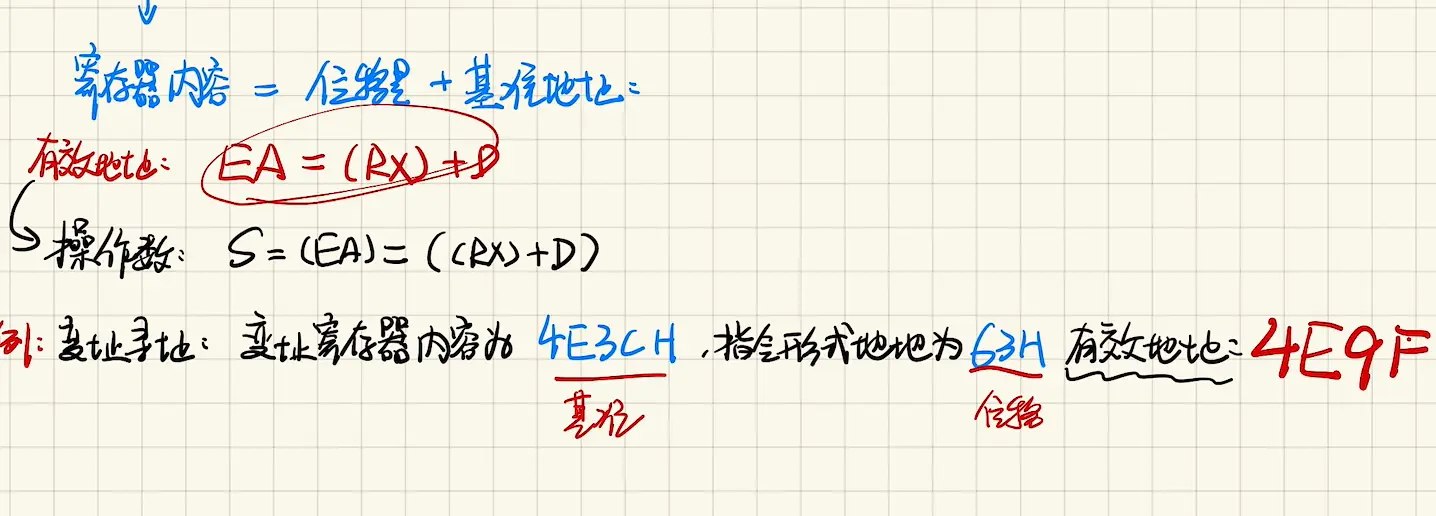 寄存器内容 = 位移量 + 基准地址:
有效地址: EA = (RX) + D
操作数: S = (EA) = ((RX)+D)
例: 变址寻址: 变址寄存器内容为 4E3CH ,指令形式地地为 63H 有效地址: 4E9F
基准 位移